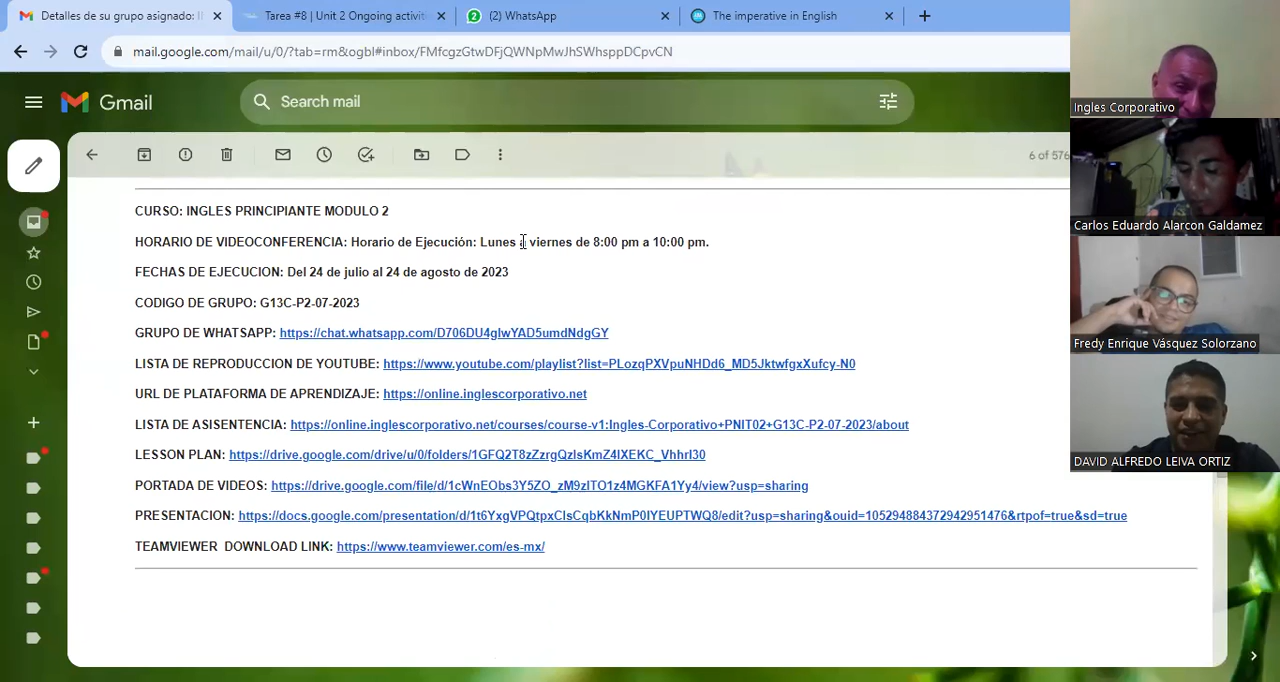 Detalles de su grupo asignado: I
Tarea #8 | Unit 2 Ongoing activit
(2) WhatsApp
The imperative in English
mail.google.com/mail/u/0/?tab=rm&ogbl#inbox/FMfcgzGtwDFjQWNpMwJhSWhsppDCpvCN
Gmail
Search mail
6 of 576
CURSO: INGLES PRINCIPIANTE MODULO 2
HORARIO DE VIDEOCONFERENCIA: Horario de Ejecución: Lunes a viernes de 8:00 pm a 10:00 pm.
FECHAS DE EJECUCION: Del 24 de julio al 24 de agosto de 2023
CODIGO DE GRUPO: G13C-P2-07-2023
GRUPO DE WHATSAPP: https://chat.whatsapp.com/D706DU4glwYAD5umdNdgGY
LISTA DE REPRODUCCION DE YOUTUBE: https://www.youtube.com/playlist?list=PLozqPXVpuNHDd6_MD5JktwfgxXufcy-N0
URL DE PLATAFORMA DE APRENDIZAJE: https://online.inglescorporativo.net
LISTA DE ASISENTENCIA: https://online.inglescorporativo.net/courses/course-v1:Ingles-Corporativo+PNIT02+G13C-P2-07-2023/about
LESSON PLAN: https://drive.google.com/drive/u/0/folders/1GFQ2T8zZzrgQzlsKmZ4IXEKC_VhhrI30
PORTADA DE VIDEOS: https://drive.google.com/file/d/1cWnEObs3Y5ZO_zM9zITO1z4MGKFA1Yy4/view?usp=sharing
PRESENTACION: https://docs.google.com/presentation/d/1t6YxgVPQtpxClsCqbKkNmP0IYEUPTWQ8/edit?usp=sharing&ouid=105294884372942951476&rtpof=true&sd=true
TEAMVIEWER DOWNLOAD LINK: https://www.teamviewer.com/es-mx/
Ingles Corporativo
Carlos Eduardo Alarcon Galdamez
Fredy Enrique Vásquez Solorzano
DAVID ALFREDO LEIVA ORTIZ